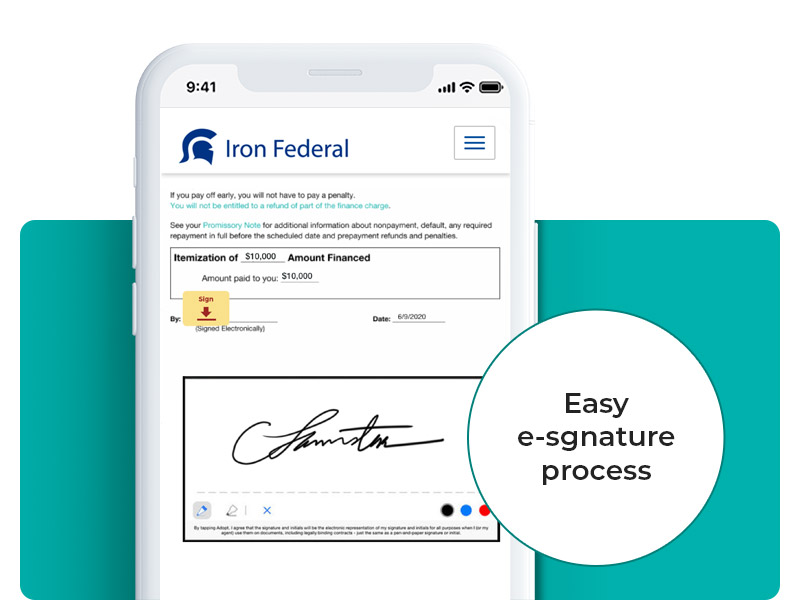 9:41
Iron Federal
If you pay off early, you will not have to pay a penalty.
You will not be entitled to a refund of part of the finance charge.
See your Promissory Note for additional information about nonpayment, default, any required
repayment in full before the scheduled date and prepayment refunds and penalties.
Itemization of $10,000 Amount Financed
Amount paid to you: $10,000
Sign
By:
Date: 6/9/2020
(Signed Electronically)
Easy
e-sgnature
process
By tapping Adopt, I agree that the signature and initials will be the electronic representation of my signature and initials for all purposes when I (or my
agent) use them on documents, including legally binding contracts - just the same as a pen-and-paper signature or initial.